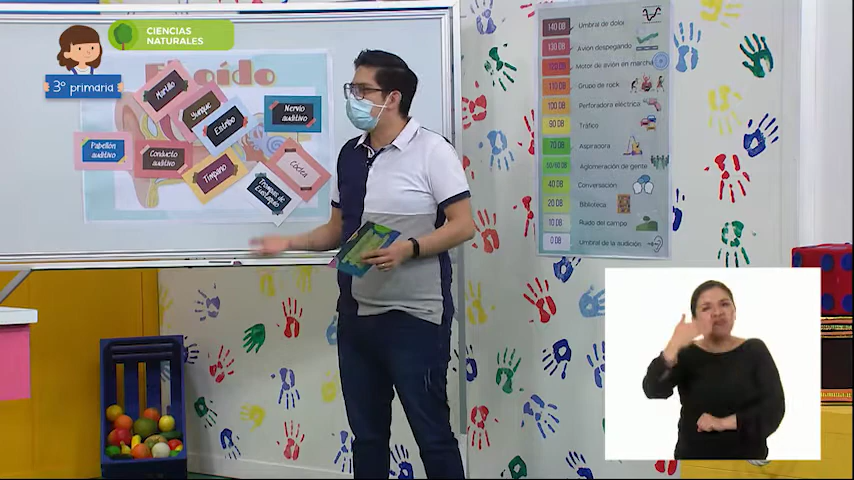 CIENCIAS
NATURALES
3° primaria
El oído
Martillo
Yunque
Estribo
Nervio
auditivo
Pabellón
auditivo
Conducto
auditivo
Tímpano
Cóclea
Trompas de
Eustaquio
140 DB Umbral de dolor
130 DB Avión despegando
120 DB Motor de avión en marcha
110 DB Grupo de rock
100 DB Perforadora eléctrica
90 DB Tráfico
70 DB Aspiradora
50/60 DB Aglomeración de gente
40 DB Conversación
20 DB Biblioteca
10 DB Ruido del campo
0 DB Umbral de la audición